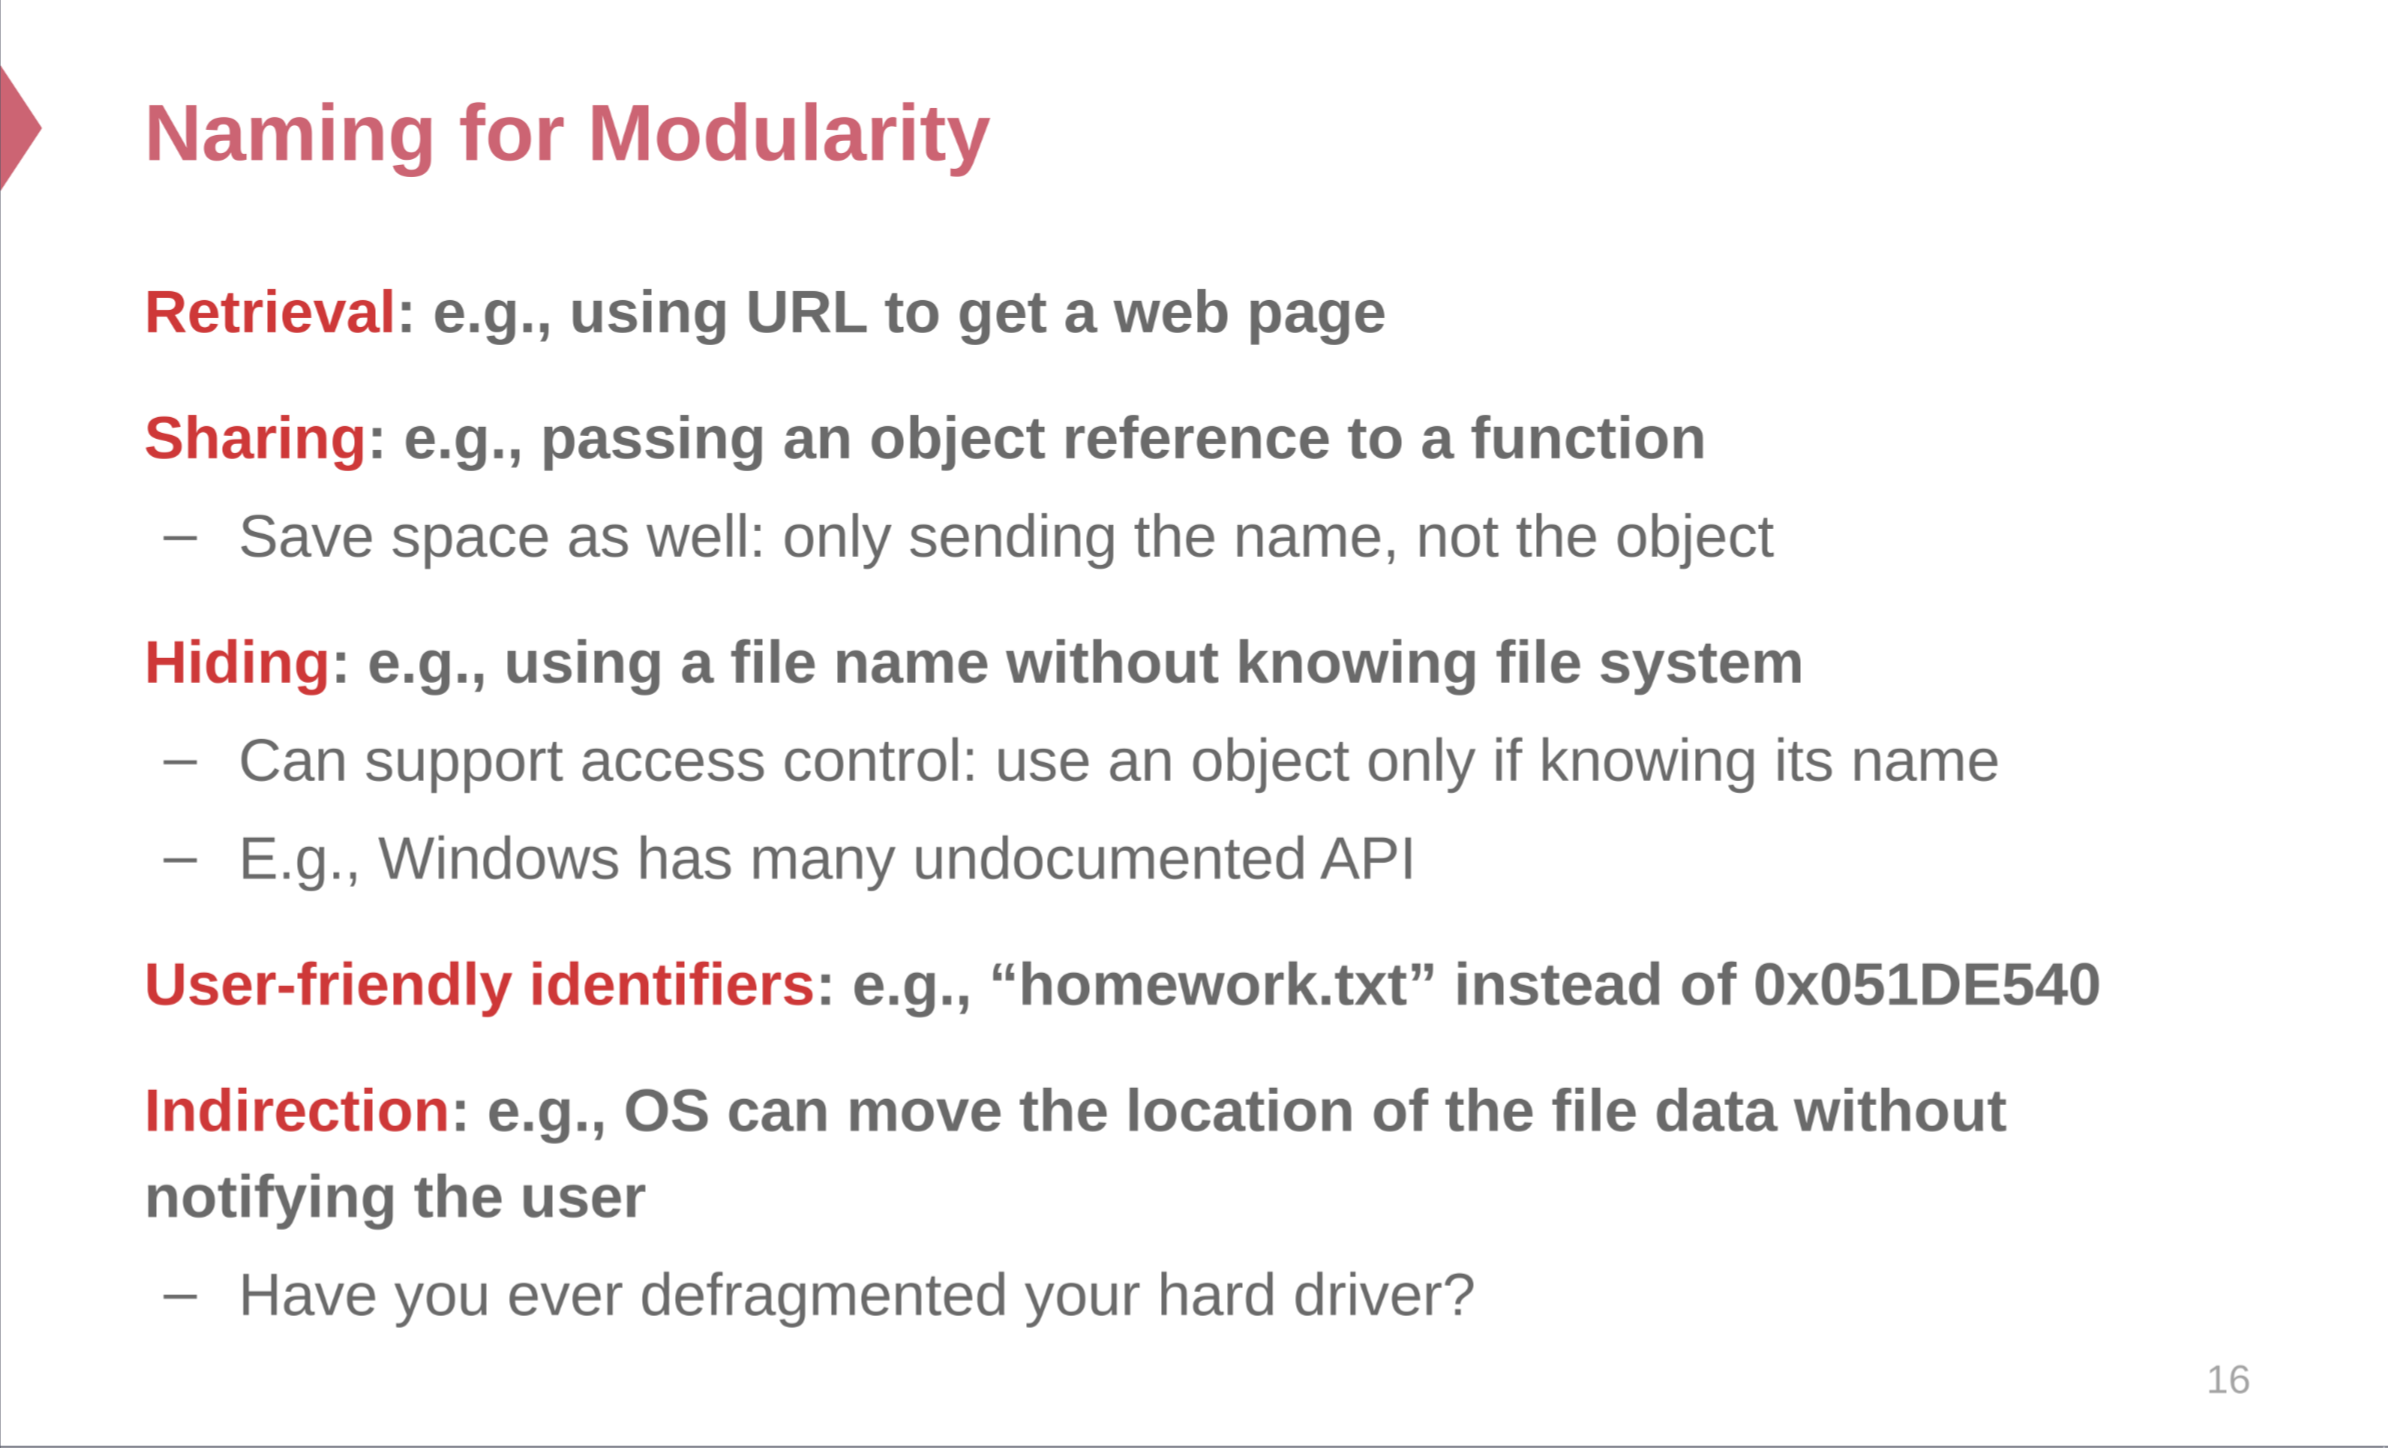 Naming for Modularity
Retrieval: e.g., using URL to get a web page
Sharing: e.g., passing an object reference to a function
– Save space as well: only sending the name, not the object
Hiding: e.g., using a file name without knowing file system
– Can support access control: use an object only if knowing its name
– E.g., Windows has many undocumented API
User-friendly identifiers: e.g., “homework.txt” instead of 0x051DE540
Indirection: e.g., OS can move the location of the file data without
notifying the user
– Have you ever defragmented your hard driver?
16